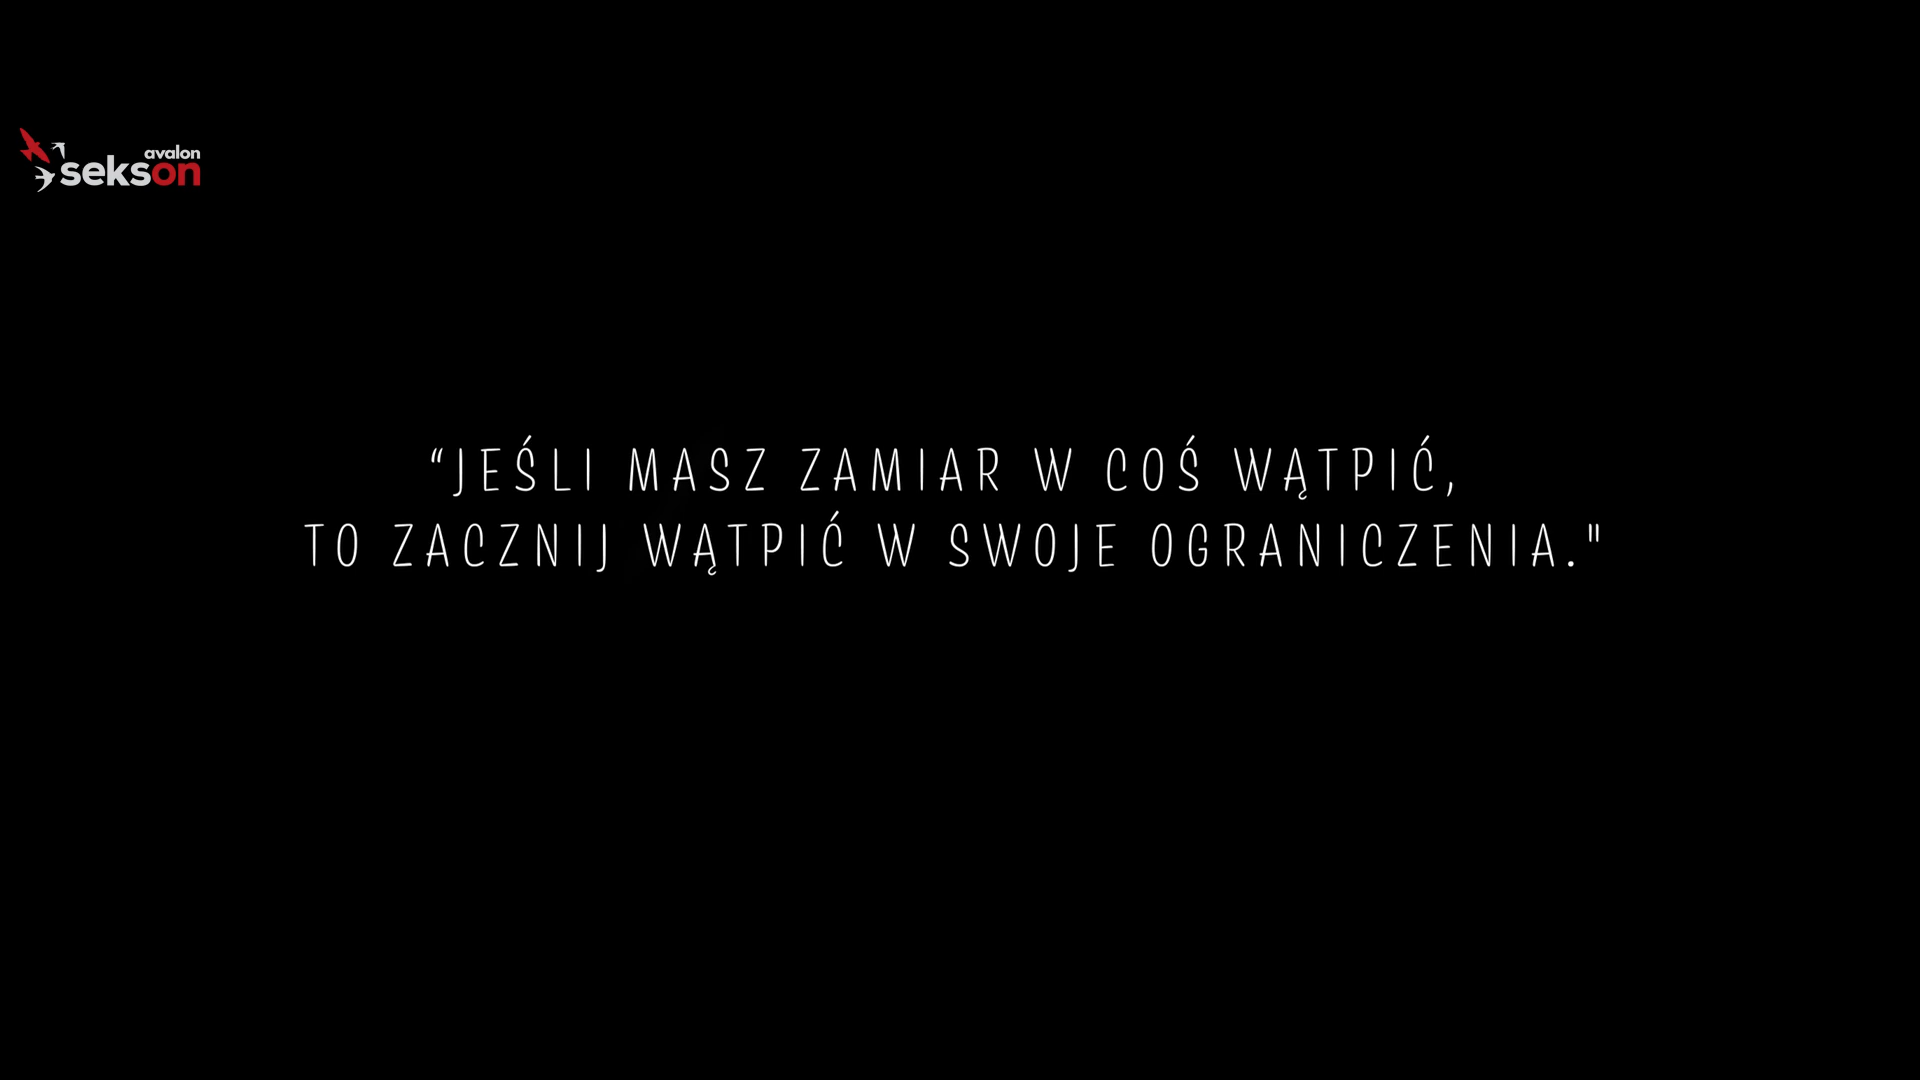 avalon
sekson
“JEŚLI MASZ ZAMIAR W COŚ WĄTPIĆ,
TO ZACZNIJ WĄTPIĆ W SWOJE OGRANICZENIA."